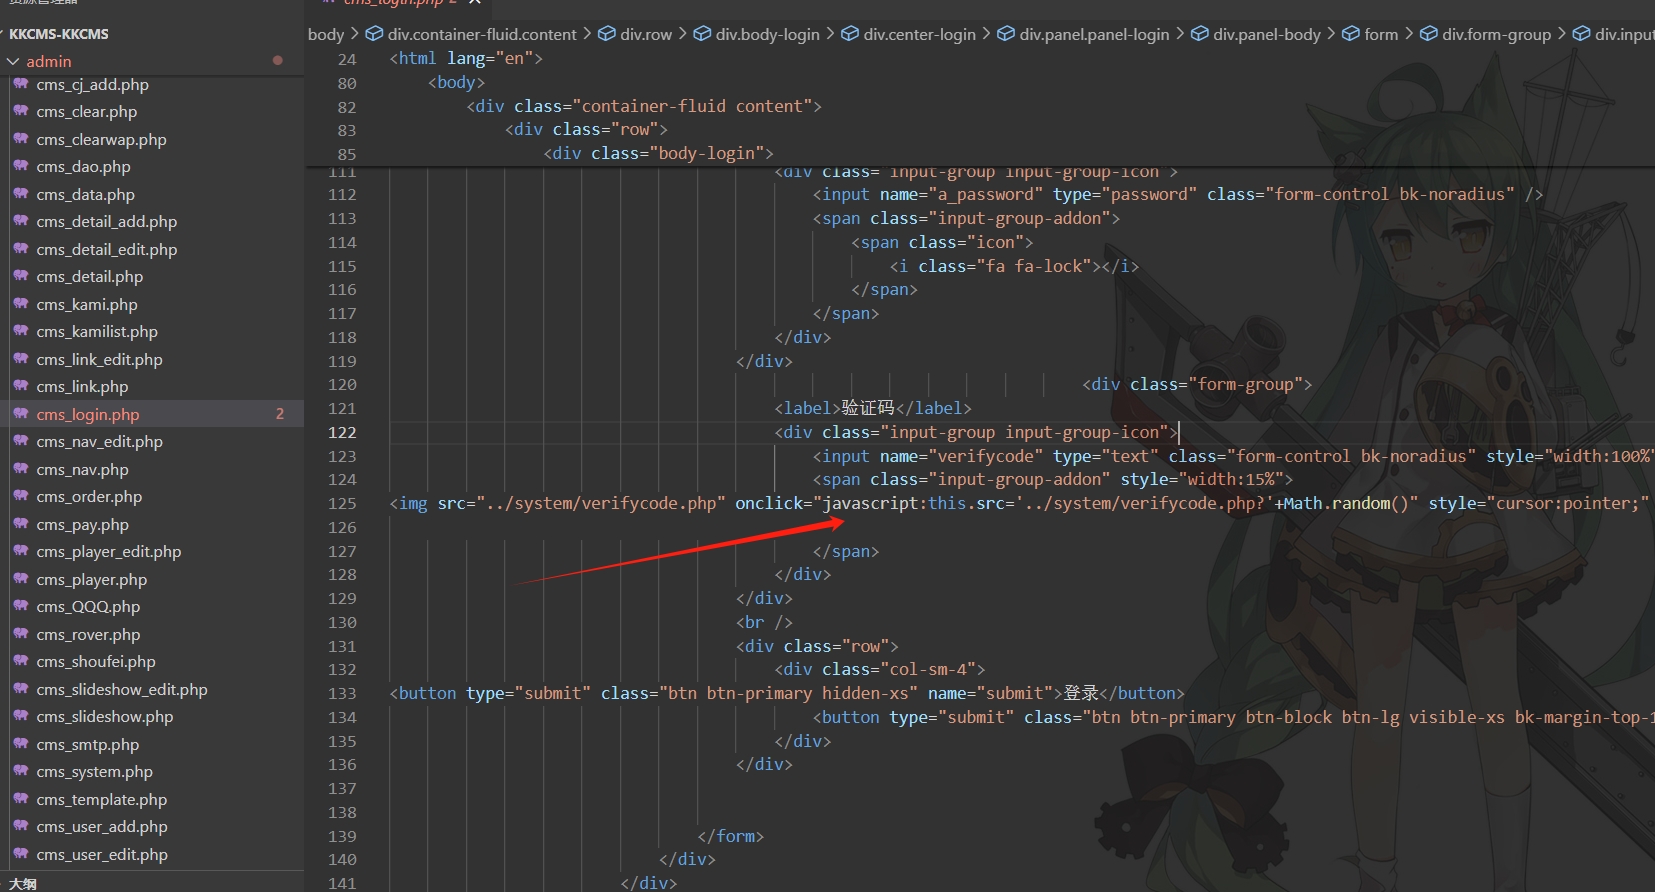 资源管理器
cms_login.php 2
KKCMS-KKCMS
admin
cms_cj_add.php
cms_clear.php
cms_clearwap.php
cms_dao.php
cms_data.php
cms_detail_add.php
cms_detail_edit.php
cms_detail.php
cms_kami.php
cms_kamilist.php
cms_link_edit.php
cms_link.php
cms_login.php 2
cms_nav_edit.php
cms_nav.php
cms_order.php
cms_pay.php
cms_player_edit.php
cms_player.php
cms_QQQ.php
cms_rover.php
cms_shoufei.php
cms_slideshow_edit.php
cms_slideshow.php
cms_smtp.php
cms_system.php
cms_template.php
cms_user_add.php
cms_user_edit.php
大纲
body > div.container-fluid.content > div.row > div.body-login > div.center-login > div.panel.panel-login > div.panel-body > form > div.form-group > div.input
24 <html lang="en">
80 <body>
82 <div class="container-fluid content">
83 <div class="row">
85 <div class="body-login">
111 <div class="input-group input-group-icon">
112 <input name="a_password" type="password" class="form-control bk-noradius" />
113 <span class="input-group-addon">
114 <span class="icon">
115 <i class="fa fa-lock"></i>
116 </span>
117 </span>
118 </div>
119 </div>
120 <div class="form-group">
121 <label>验证码</label>
122 <div class="input-group input-group-icon">
123 <input name="verifycode" type="text" class="form-control bk-noradius" style="width:100%"
124 <span class="input-group-addon" style="width:15%">
125 <img src="../system/verifycode.php" onclick="javascript:this.src='../system/verifycode.php?'+Math.random()" style="cursor:pointer;"
126
127 </span>
128 </div>
129 </div>
130 <br />
131 <div class="row">
132 <div class="col-sm-4">
133 <button type="submit" class="btn btn-primary hidden-xs" name="submit">登录</button>
134 <button type="submit" class="btn btn-primary btn-block btn-lg visible-xs bk-margin-top-1
135 </div>
136 </div>
137
138
139 </form>
140 </div>
141 </div>